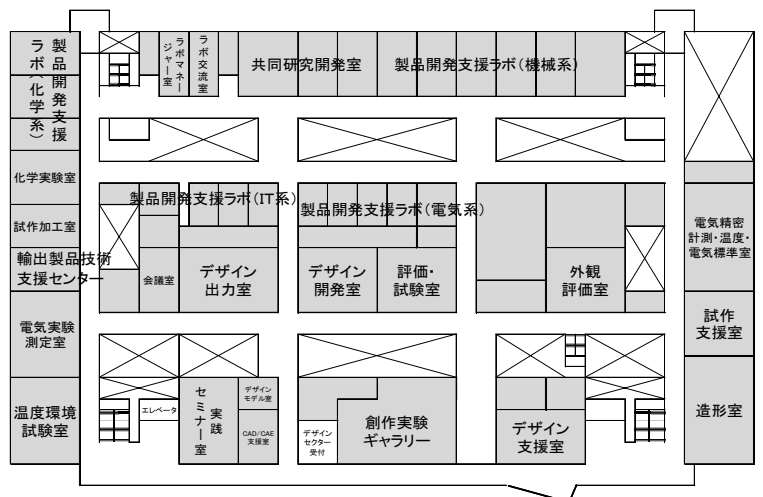 製品開発支援
ラボ(化学系)
ラボマネー
ジャー室
ラボ交流室
共同研究開発室
製品開発支援ラボ(機械系)
化学実験室
試作加工室
輸出製品技術
支援センター
電気実験
測定室
温度環境
試験室
製品開発支援ラボ(IT系)
製品開発支援ラボ(電気系)
会議室
デザイン
出力室
デザイン
開発室
評価・
試験室
外観
評価室
電気精密
計測・温度・
電気標準室
試作
支援室
造形室
エレベータ
実践
セミナー室
デザイン
モデル室
CAD/CAE
支援室
デザイン
セクター
受付
創作実験
ギャラリー
デザイン
支援室